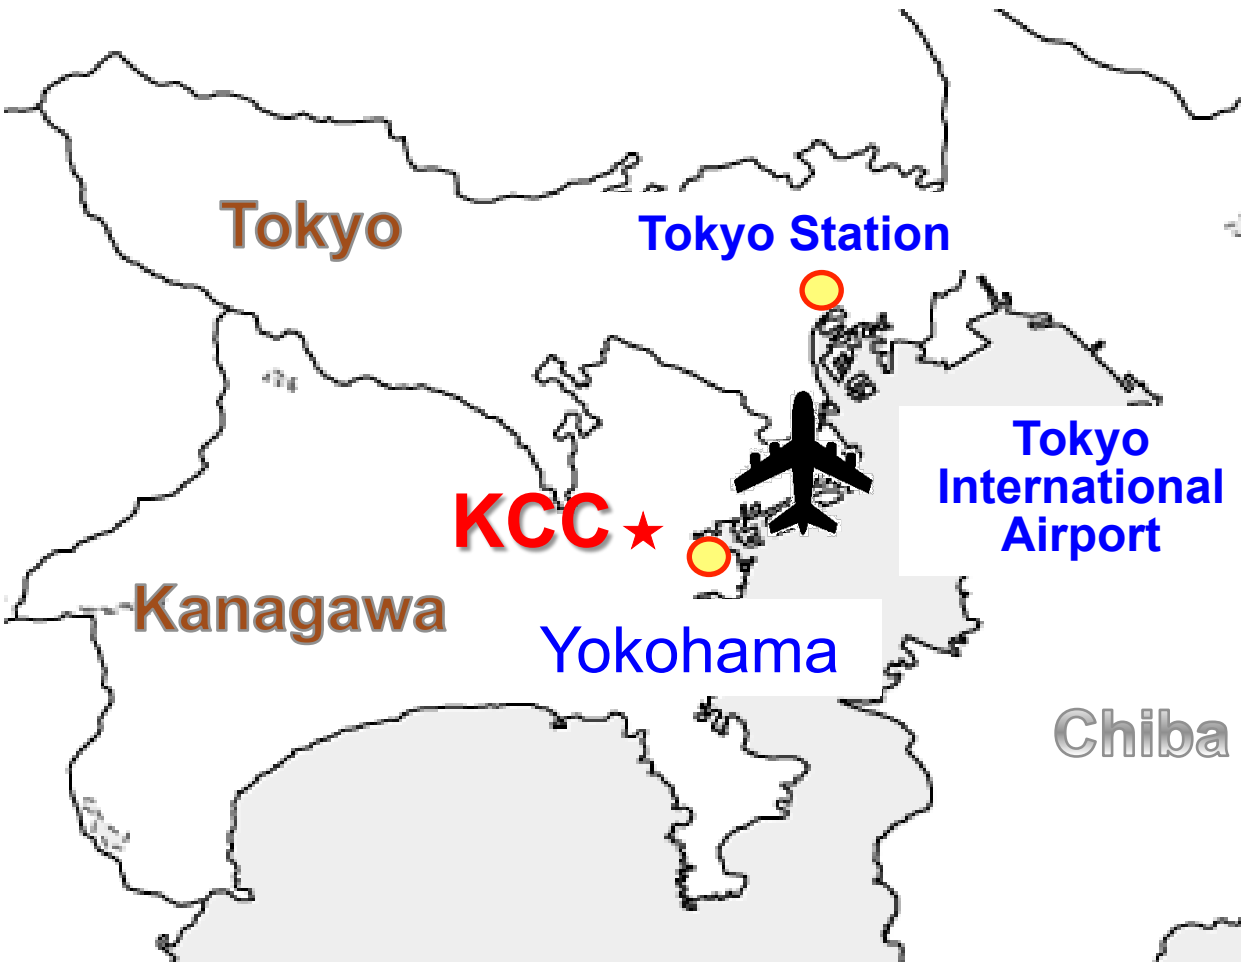 Tokyo
Tokyo Station
Tokyo
International
Airport
KCC
Kanagawa
Yokohama
Chiba